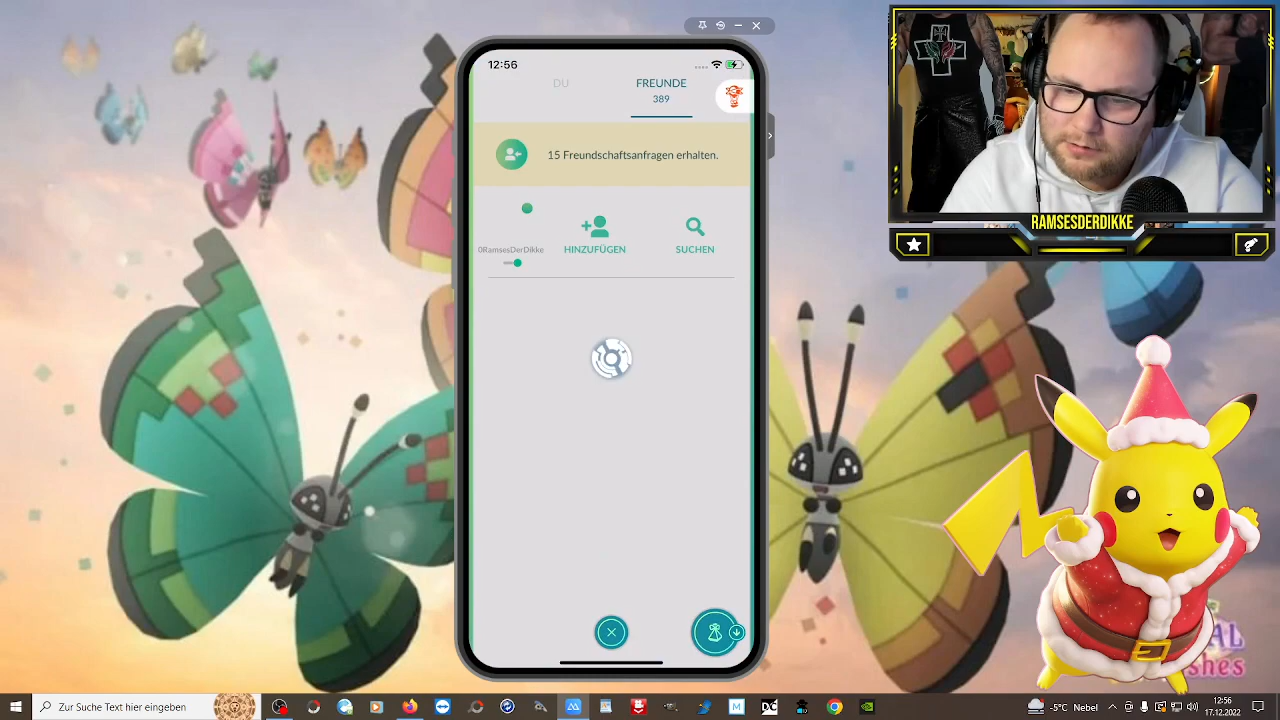 12:56
DU
FREUNDE
389
15 Freundschaftsanfragen erhalten.
0RamsesDerDikke
HINZUFÜGEN
SUCHEN
RAMSESDERDIKKE
Zur Suche Text hier eingeben
M
DC
-5°C Nebel
12:56
17.12.2022